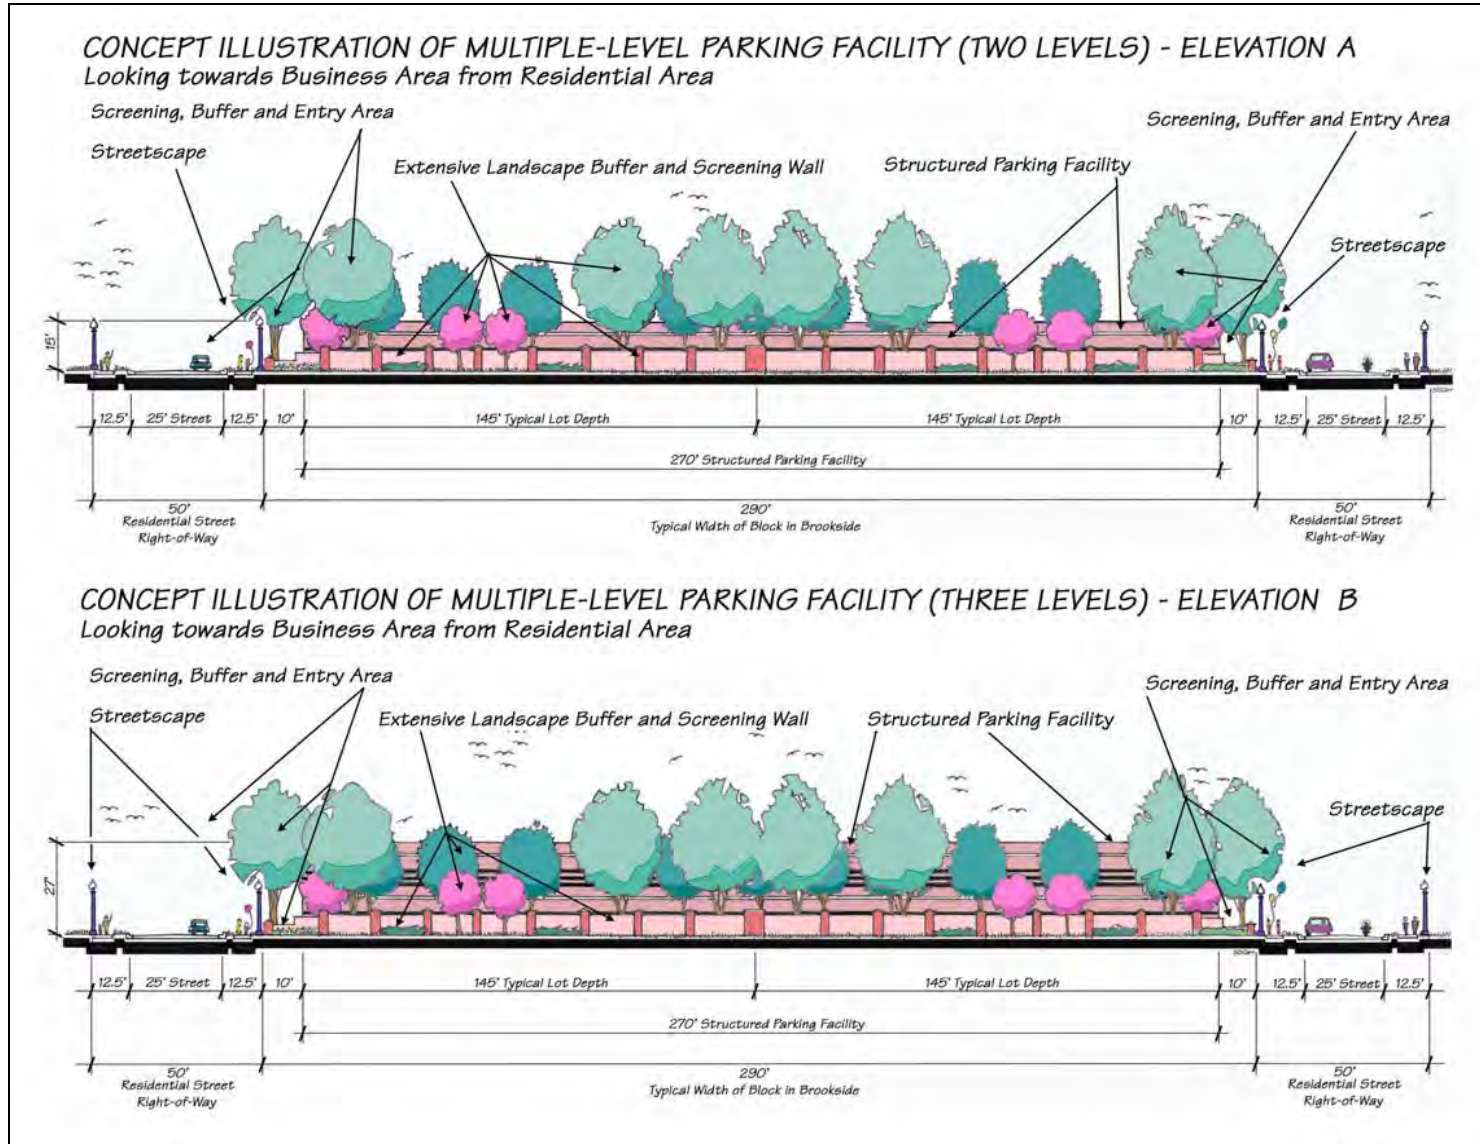 CONCEPT ILLUSTRATION OF MULTIPLE-LEVEL PARKING FACILITY (TWO LEVELS) - ELEVATION A
Looking towards Business Area from Residential Area
Screening, Buffer and Entry Area
Streetscape
Extensive Landscape Buffer and Screening Wall
Structured Parking Facility
Screening, Buffer and Entry Area
Streetscape
15'
12.5'
25' Street
12.5'
10'
145' Typical Lot Depth
145' Typical Lot Depth
10'
12.5'
25' Street
12.5'
270' Structured Parking Facility
50'
Residential Street
Right-of-Way
290'
Typical Width of Block in Brookside
50'
Residential Street
Right-of-Way
CONCEPT ILLUSTRATION OF MULTIPLE-LEVEL PARKING FACILITY (THREE LEVELS) - ELEVATION B
Looking towards Business Area from Residential Area
Screening, Buffer and Entry Area
Streetscape
Extensive Landscape Buffer and Screening Wall
Structured Parking Facility
Screening, Buffer and Entry Area
Streetscape
27'
12.5'
25' Street
12.5'
10'
145' Typical Lot Depth
145' Typical Lot Depth
10'
12.5'
25' Street
12.5'
270' Structured Parking Facility
50'
Residential Street
Right-of-Way
290'
Typical Width of Block in Brookside
50'
Residential Street
Right-of-Way